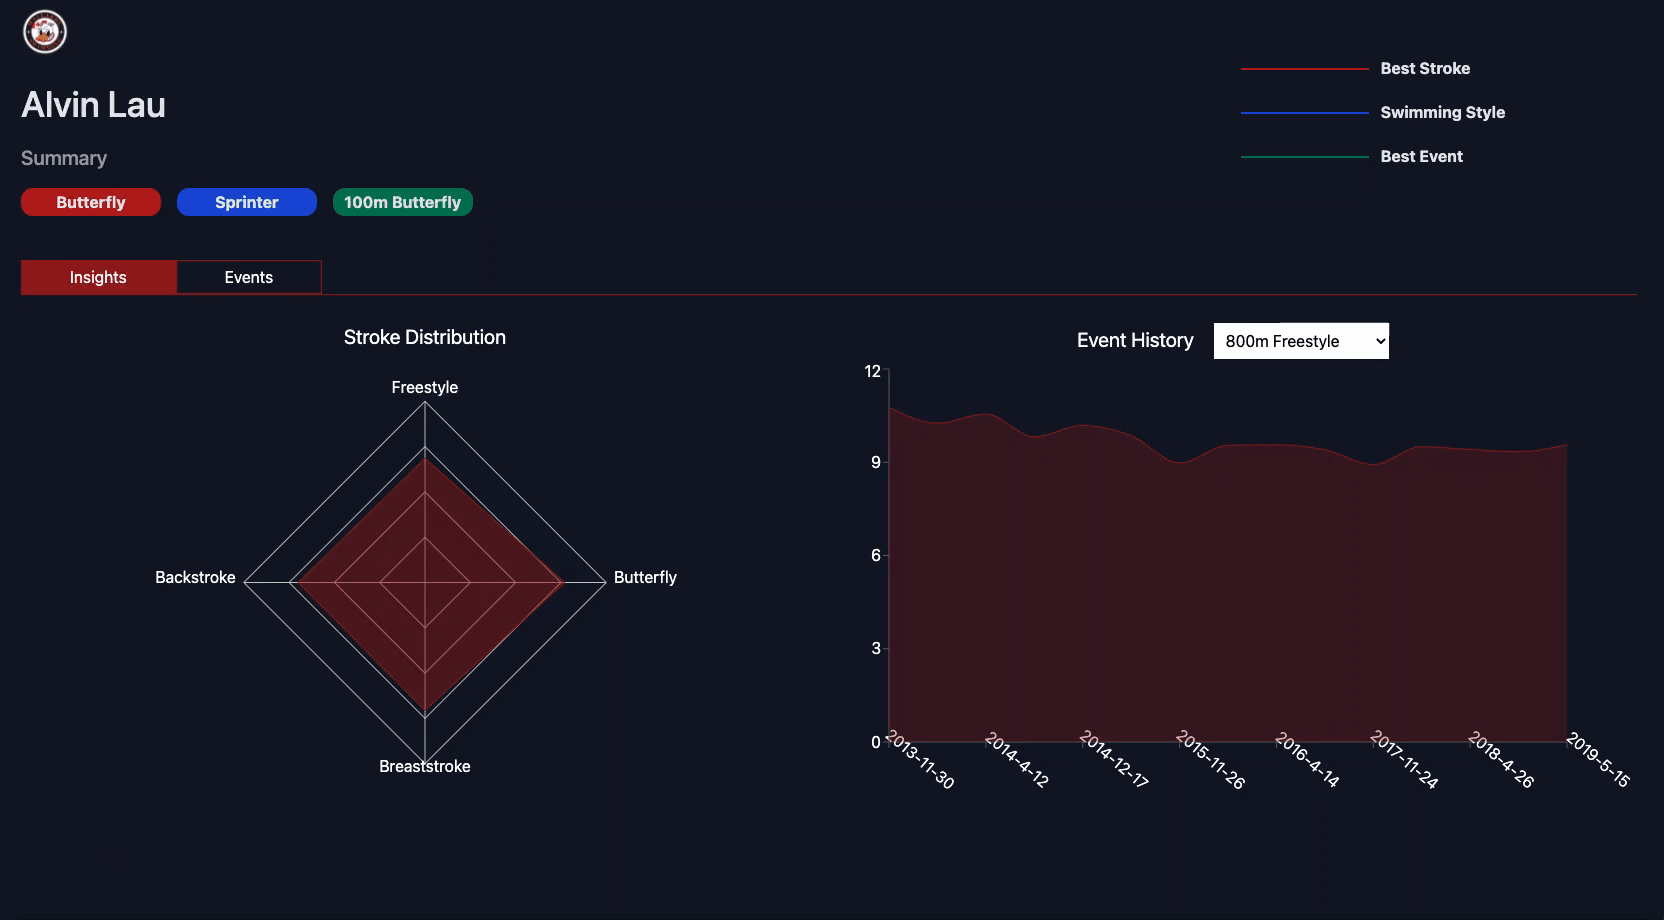 Alvin Lau
Summary
Butterfly
Sprinter
100m Butterfly
Best Stroke
Swimming Style
Best Event
Insights
Events
Stroke Distribution
Freestyle
Backstroke
Butterfly
Breaststroke
Event History
800m Freestyle
12
9
6
3
0
2013-11-30
2014-4-12
2014-12-17
2015-11-26
2016-4-14
2017-11-24
2018-4-26
2019-5-15